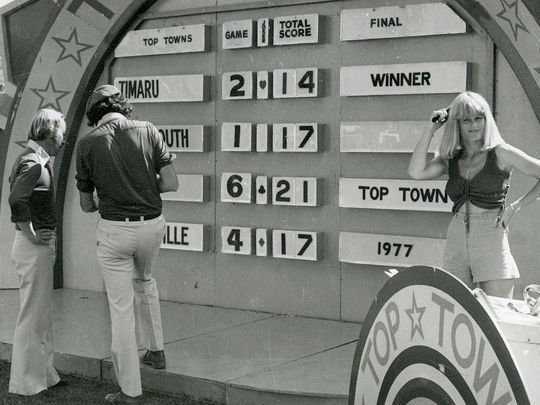 TOP TOWNS GAME TOTAL SCORE FINAL
TIMARU 2 14 WINNER
OUTH 1 17
6 21 TOP TOWN
ILLE 4 17 1977
TOP TOWN